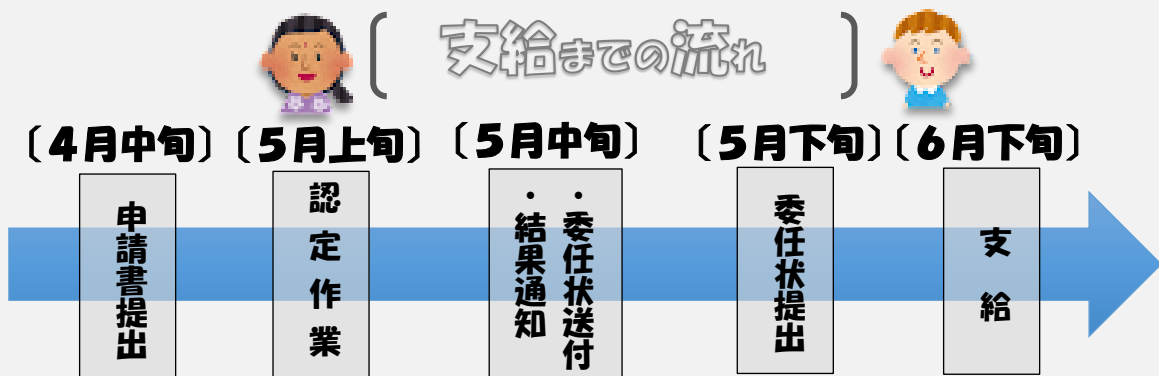 支給までの流れ
〔４月中旬〕
〔５月上旬〕
〔５月中旬〕
〔５月下旬〕
〔６月下旬〕
申請書提出
認定作業
・委任状送付
・結果通知
委任状提出
支給